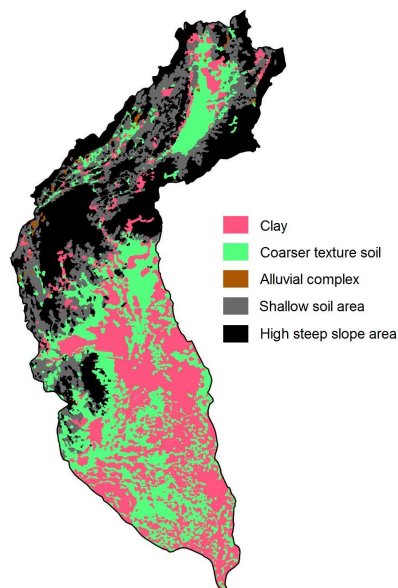 Clay
Coarser texture soil
Alluvial complex
Shallow soil area
High steep slope area